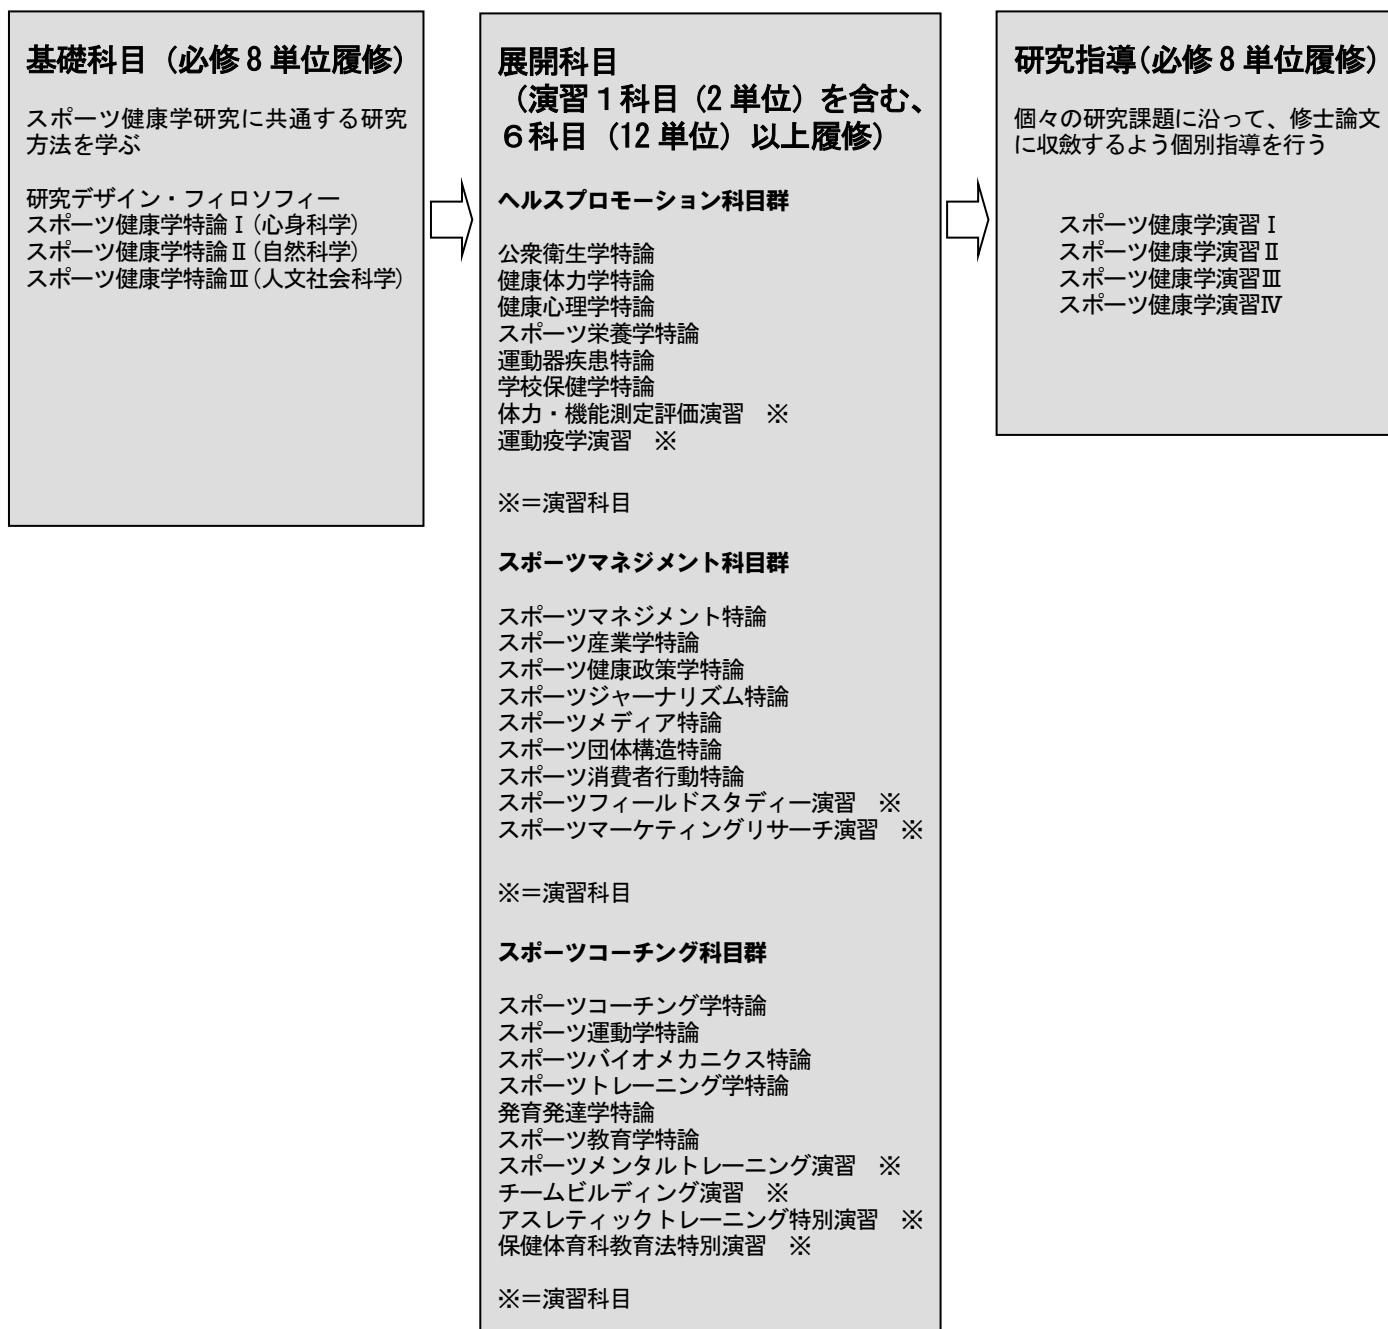 基礎科目（必修８単位履修）
スポーツ健康学研究に共通する研究
方法を学ぶ
研究デザイン・フィロソフィー
スポーツ健康学特論Ⅰ（心身科学）
スポーツ健康学特論Ⅱ（自然科学）
スポーツ健康学特論Ⅲ（人文社会科学）
展開科目
（演習１科目（2単位）を含む、
６科目（12単位）以上履修）
ヘルスプロモーション科目群
公衆衛生学特論
健康体力学特論
健康心理学特論
スポーツ栄養学特論
運動器疾患特論
学校保健学特論
体力・機能測定評価演習　※
運動疫学演習　※
※＝演習科目
スポーツマネジメント科目群
スポーツマネジメント特論
スポーツ産業学特論
スポーツ健康政策学特論
スポーツジャーナリズム特論
スポーツメディア特論
スポーツ団体構造特論
スポーツ消費者行動特論
スポーツフィールドスタディー演習　※
スポーツマーケティングリサーチ演習　※
※＝演習科目
スポーツコーチング科目群
スポーツコーチング学特論
スポーツ運動学特論
スポーツバイオメカニクス特論
スポーツトレーニング学特論
発育発達学特論
スポーツ教育学特論
スポーツメンタルトレーニング演習　※
チームビルディング演習　※
アスレティックトレーニング特別演習　※
保健体育科教育法特別演習　※
※＝演習科目
研究指導（必修８単位履修）
個々の研究課題に沿って、修士論文
に収斂するよう個別指導を行う
スポーツ健康学演習Ⅰ
スポーツ健康学演習Ⅱ
スポーツ健康学演習Ⅲ
スポーツ健康学演習Ⅳ